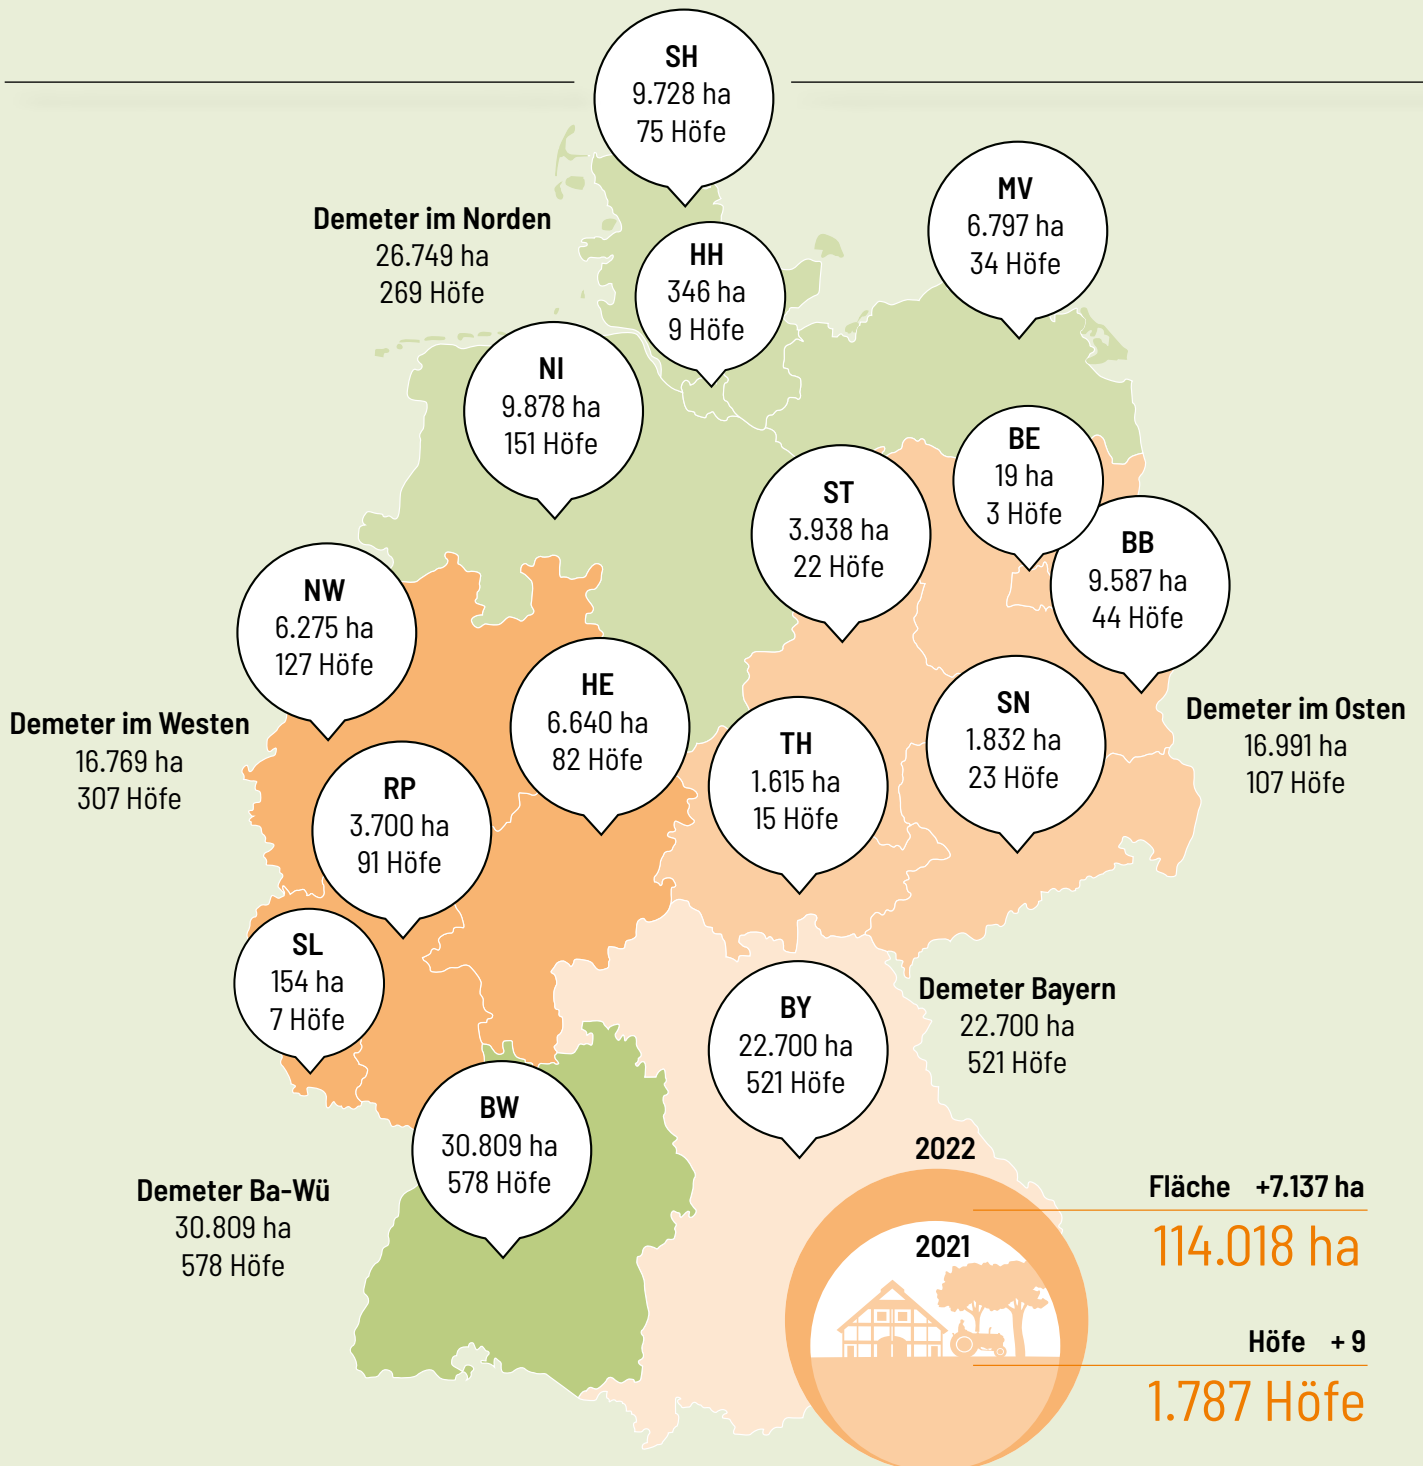 SH
9.728 ha
75 Höfe
MV
6.797 ha
34 Höfe
Demeter im Norden
26.749 ha
269 Höfe
HH
346 ha
9 Höfe
NI
9.878 ha
151 Höfe
BE
19 ha
3 Höfe
ST
3.938 ha
22 Höfe
BB
9.587 ha
44 Höfe
NW
6.275 ha
127 Höfe
HE
6.640 ha
82 Höfe
SN
1.832 ha
23 Höfe
Demeter im Westen
16.769 ha
307 Höfe
Demeter im Osten
16.991 ha
107 Höfe
TH
1.615 ha
15 Höfe
RP
3.700 ha
91 Höfe
SL
154 ha
7 Höfe
Demeter Bayern
22.700 ha
521 Höfe
BY
22.700 ha
521 Höfe
BW
30.809 ha
578 Höfe
Demeter Ba-Wü
30.809 ha
578 Höfe
2022
2021
Fläche +7.137 ha
114.018 ha
Höfe + 9
1.787 Höfe